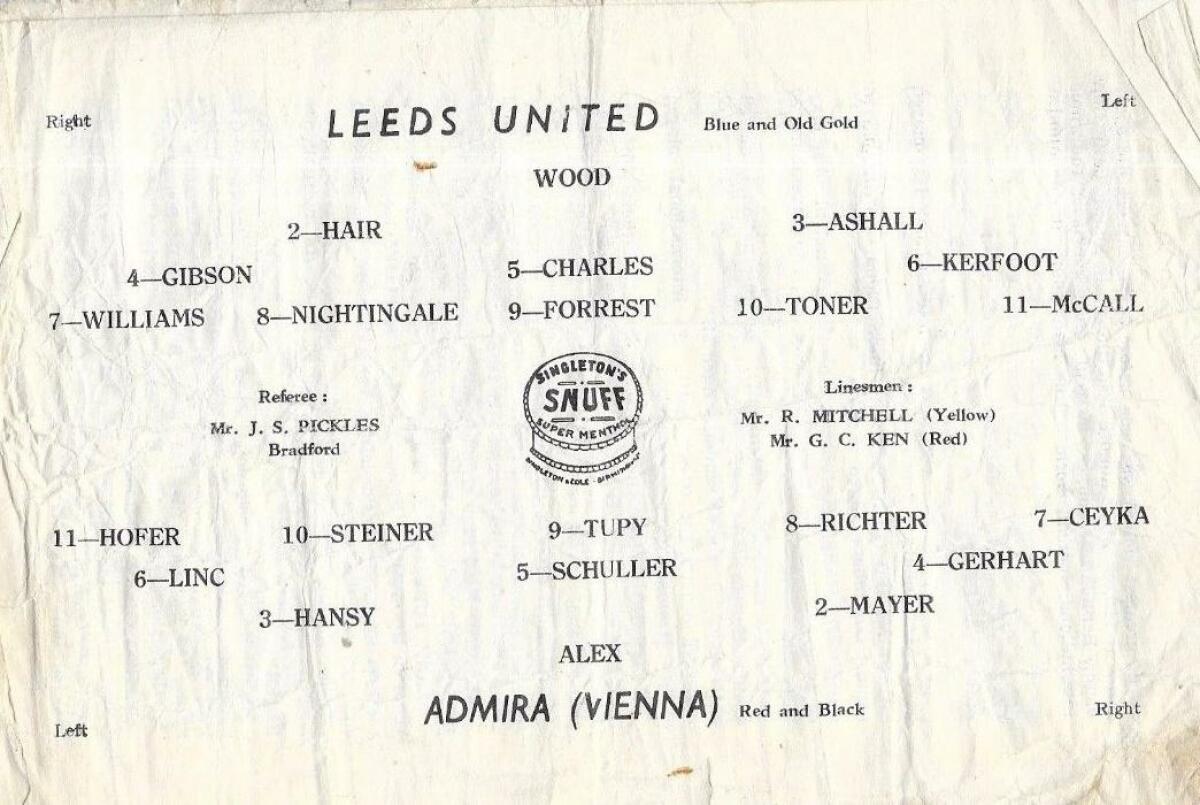 Right LEEDS UNITED Blue and Old Gold Left
WOOD
2—HAIR 3—ASHALL
4—GIBSON 5—CHARLES 6—KERFOOT
7—WILLIAMS 8—NIGHTINGALE 9—FORREST 10—TONER 11—McCALL
Referee :
Mr. J. S. PICKLES
Bradford
SINGLETON'S
SNUFF
SUPER MENTHOL
SINGLETON & COLE - BIRMINGHAM
Linesmen :
Mr. R. MITCHELL (Yellow)
Mr. G. C. KEN (Red)
11—HOFER 10—STEINER 9—TUPY 8—RICHTER 7—CEYKA
6—LINC 5—SCHULLER 4—GERHART
3—HANSY 2—MAYER
ALEX
Left ADMIRA (VIENNA) Red and Black Right